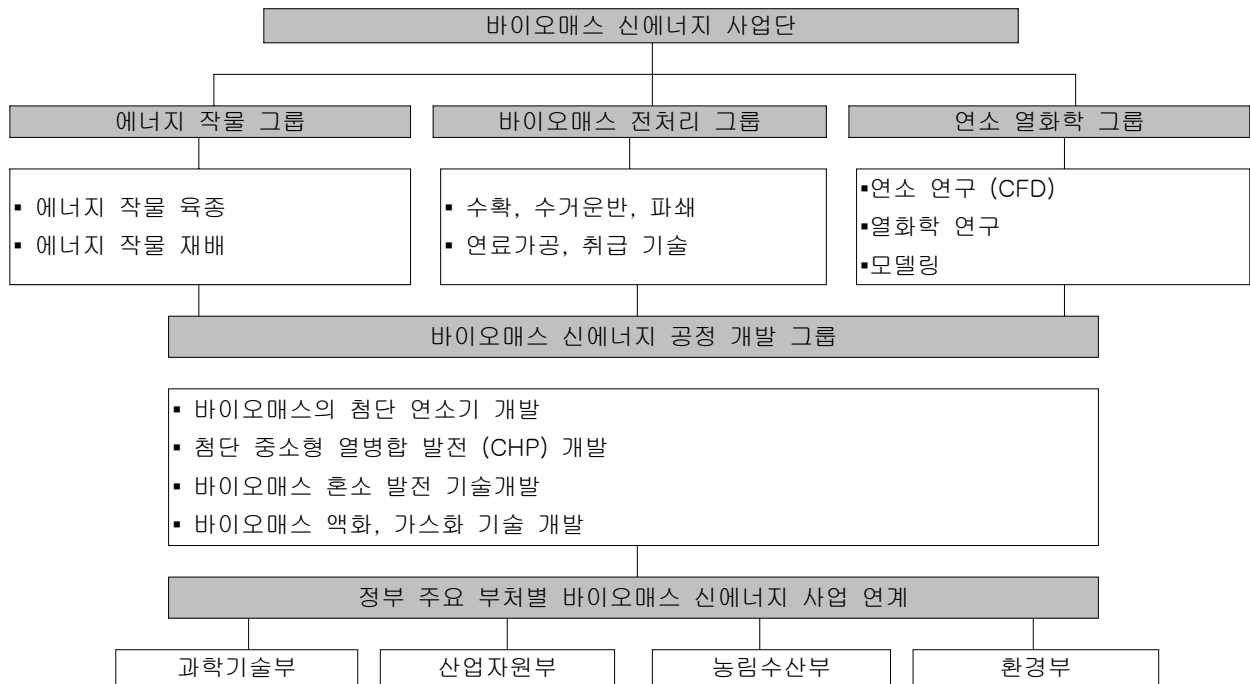 바이오매스 신에너지 사업단
에너지 작물 그룹
바이오매스 전처리 그룹
연소 열화학 그룹
▪ 에너지 작물 육종
▪ 에너지 작물 재배
▪ 수확, 수거운반, 파쇄
▪ 연료가공, 취급 기술
▪연소 연구 (CFD)
▪열화학 연구
▪모델링
바이오매스 신에너지 공정 개발 그룹
▪ 바이오매스의 첨단 연소기 개발
▪ 첨단 중소형 열병합 발전 (CHP) 개발
▪ 바이오매스 혼소 발전 기술개발
▪ 바이오매스 액화, 가스화 기술 개발
정부 주요 부처별 바이오매스 신에너지 사업 연계
과학기술부
산업자원부
농림수산부
환경부